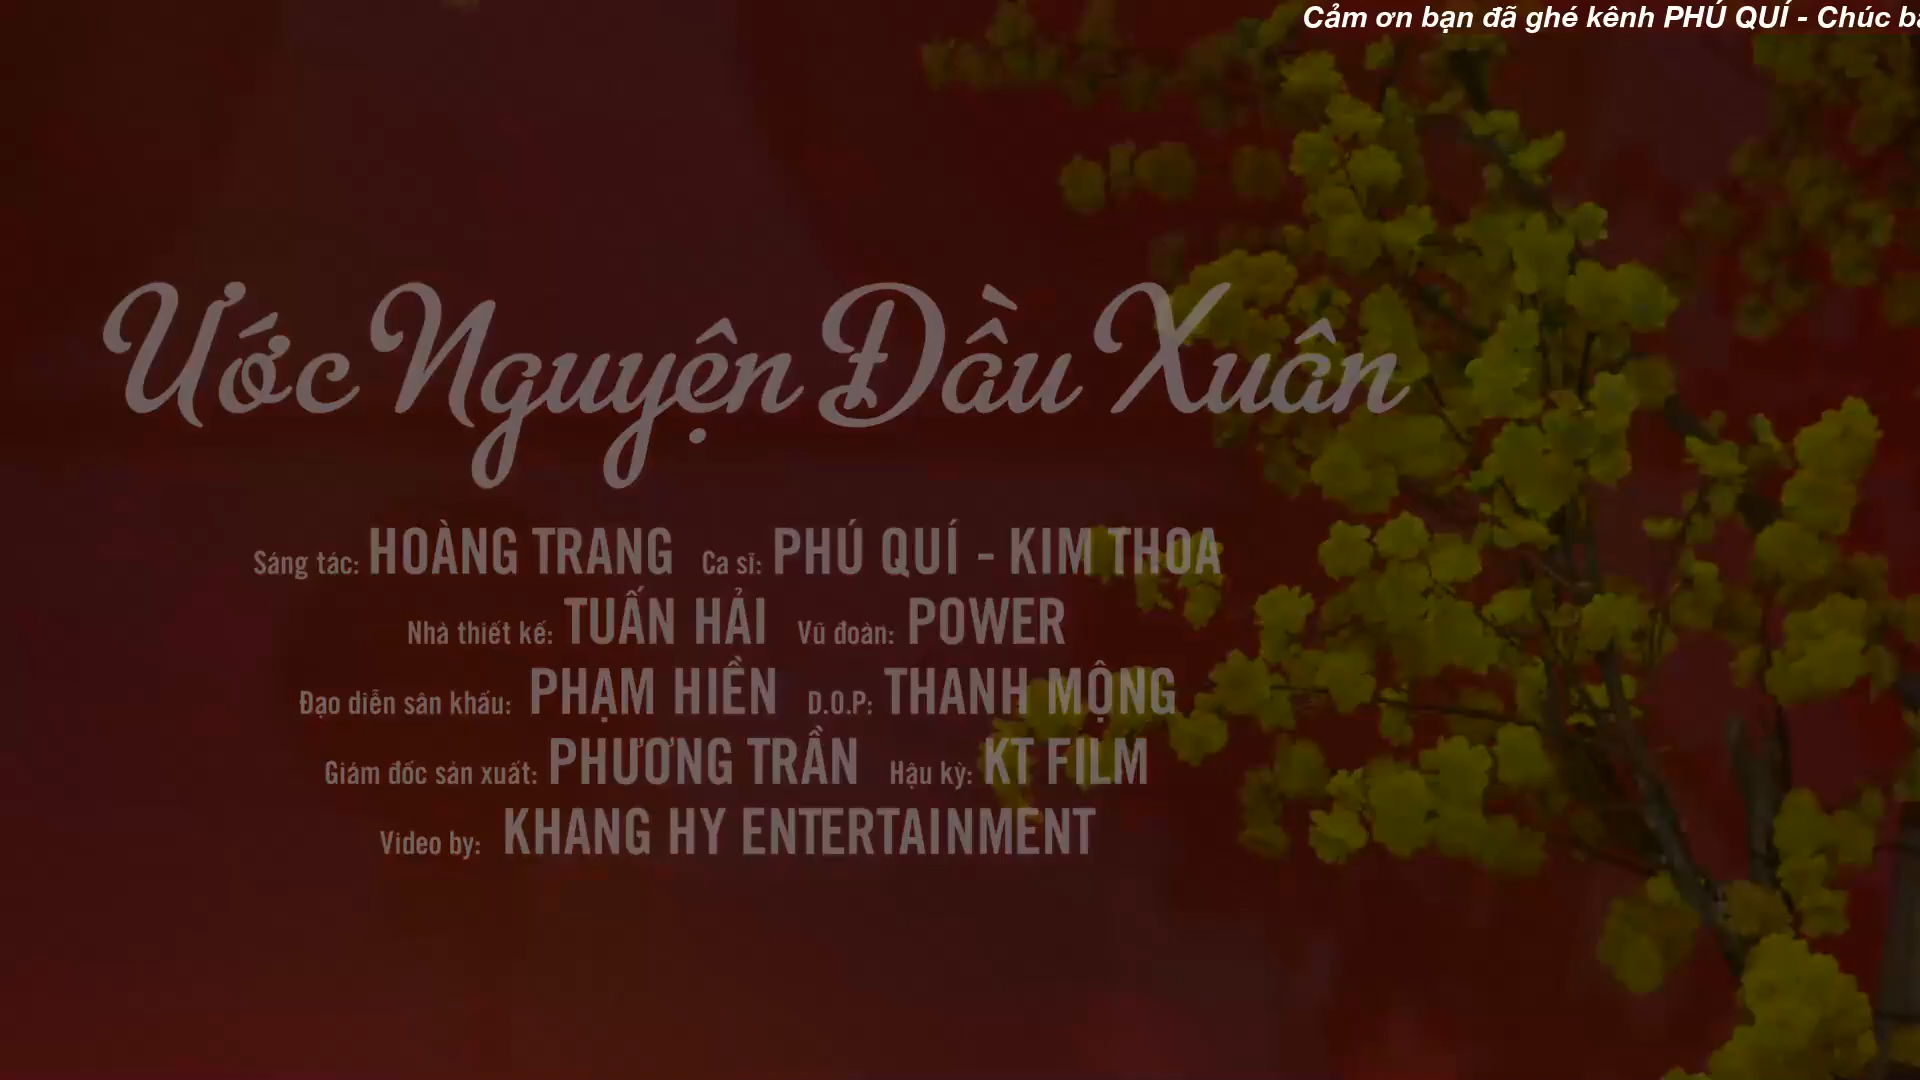 Cảm ơn bạn đã ghé kênh PHÚ QUÍ - Chúc
Ước Nguyện Đầu Xuân
Sáng tác: HOÀNG TRANG Ca sĩ: PHÚ QUÍ - KIM THOA
Nhà thiết kế: TUẤN HẢI Vũ đoàn: POWER
Đạo diễn sân khấu: PHẠM HIỀN D.O.P: THANH MỘNG
Giám đốc sản xuất: PHƯƠNG TRẦN Hậu kỳ: KT FILM
Video by: KHANG HY ENTERTAINMENT